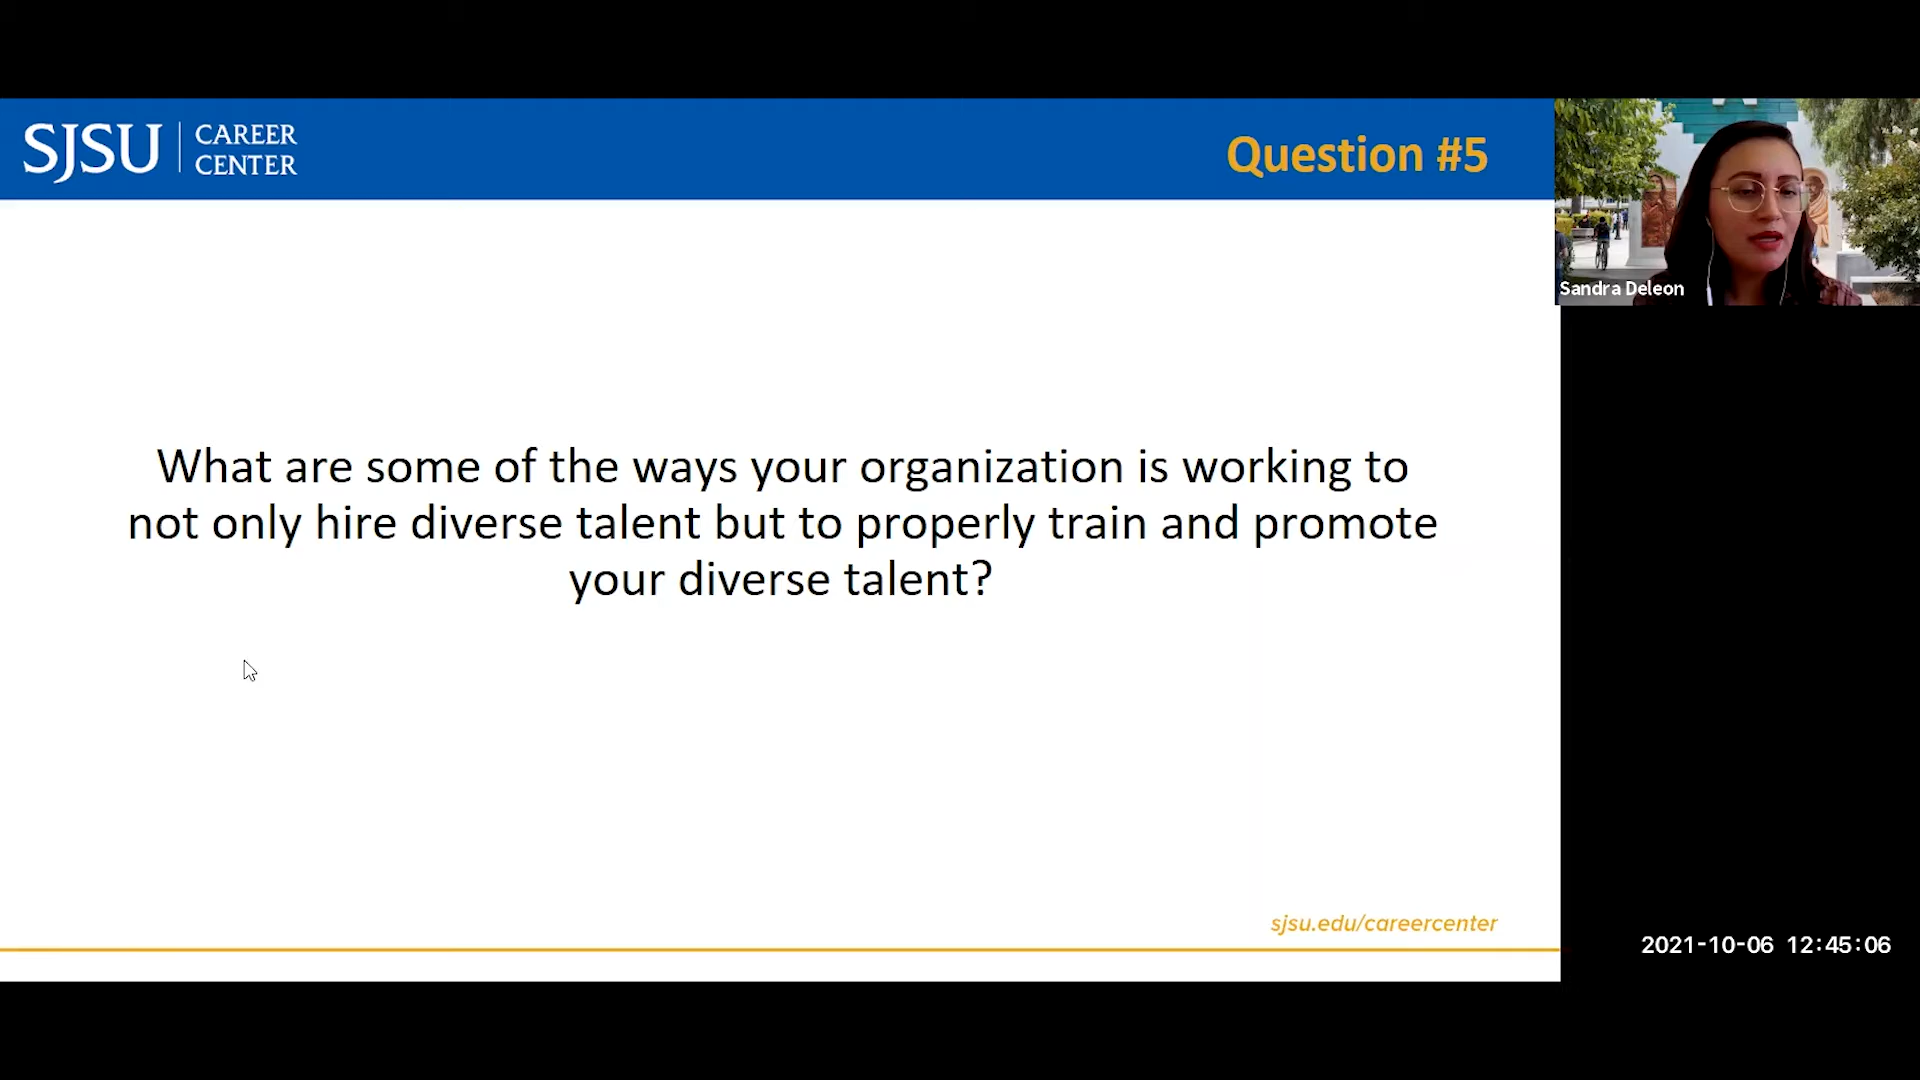 SJSU
CAREER
CENTER
Question #5
Sandra Deleon
What are some of the ways your organization is working to
not only hire diverse talent but to properly train and promote
your diverse talent?
sjsu.edu/careercenter
2021-10-06 12:45:06